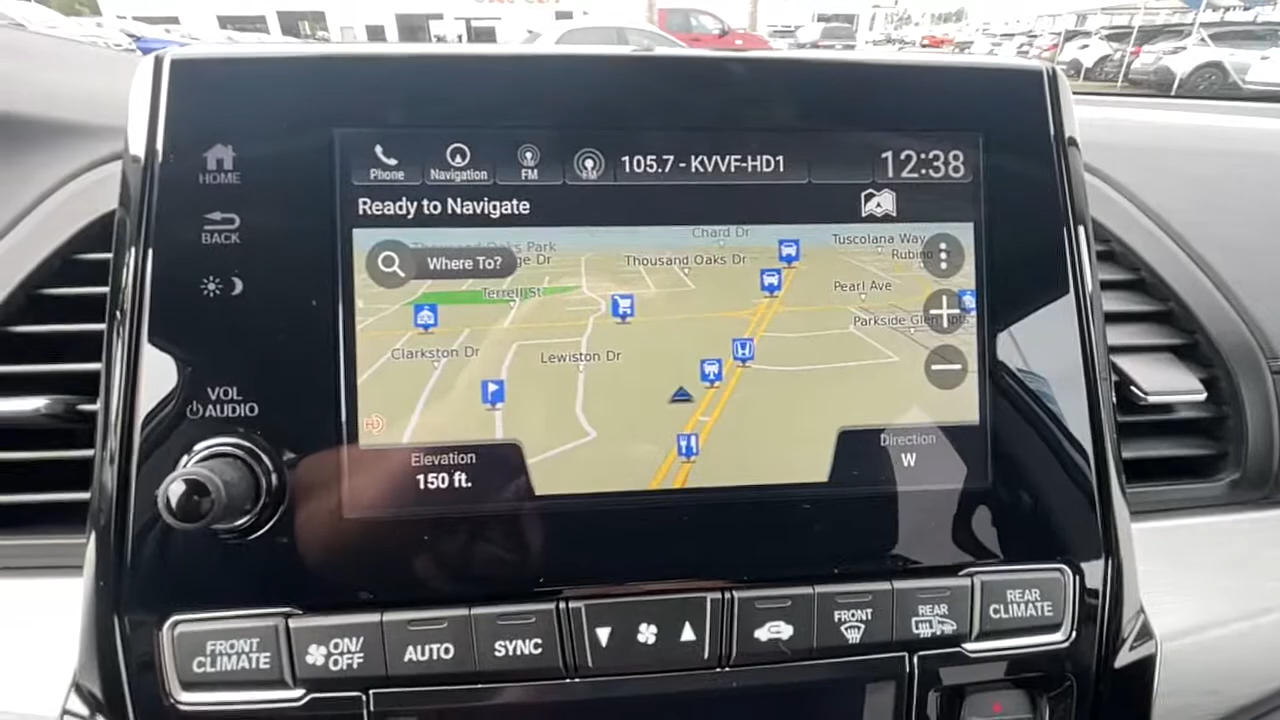 HOME
BACK
VOL
AUDIO
Phone
Navigation
FM
105.7 - KVVF-HD1
12:38
Ready to Navigate
Where To?
Chard Dr
Thousand Oaks Dr
Tuscolana Way
Rubino
Terrell St
Pearl Ave
Parkside Glen Apts
Clarkston Dr
Lewiston Dr
Elevation
150 ft.
Direction
W
FRONT
CLIMATE
ON/
OFF
AUTO
SYNC
FRONT
REAR
REAR
CLIMATE